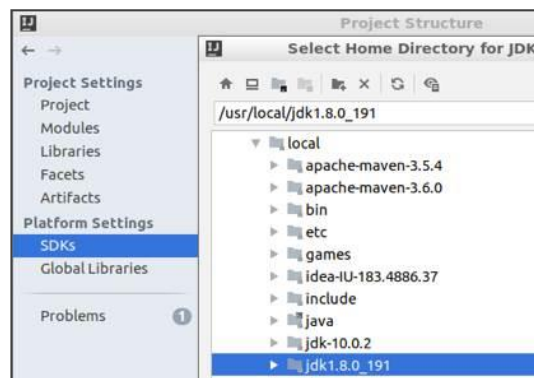 Project Structure
Select Home Directory for JDK
Project Settings
Project
Modules
Libraries
Facets
Artifacts
Platform Settings
SDKs
Global Libraries
Problems
1
/usr/local/jdk1.8.0_191
local
apache-maven-3.5.4
apache-maven-3.6.0
bin
etc
games
idea-IU-183.4886.37
include
java
jdk-10.0.2
jdk1.8.0_191